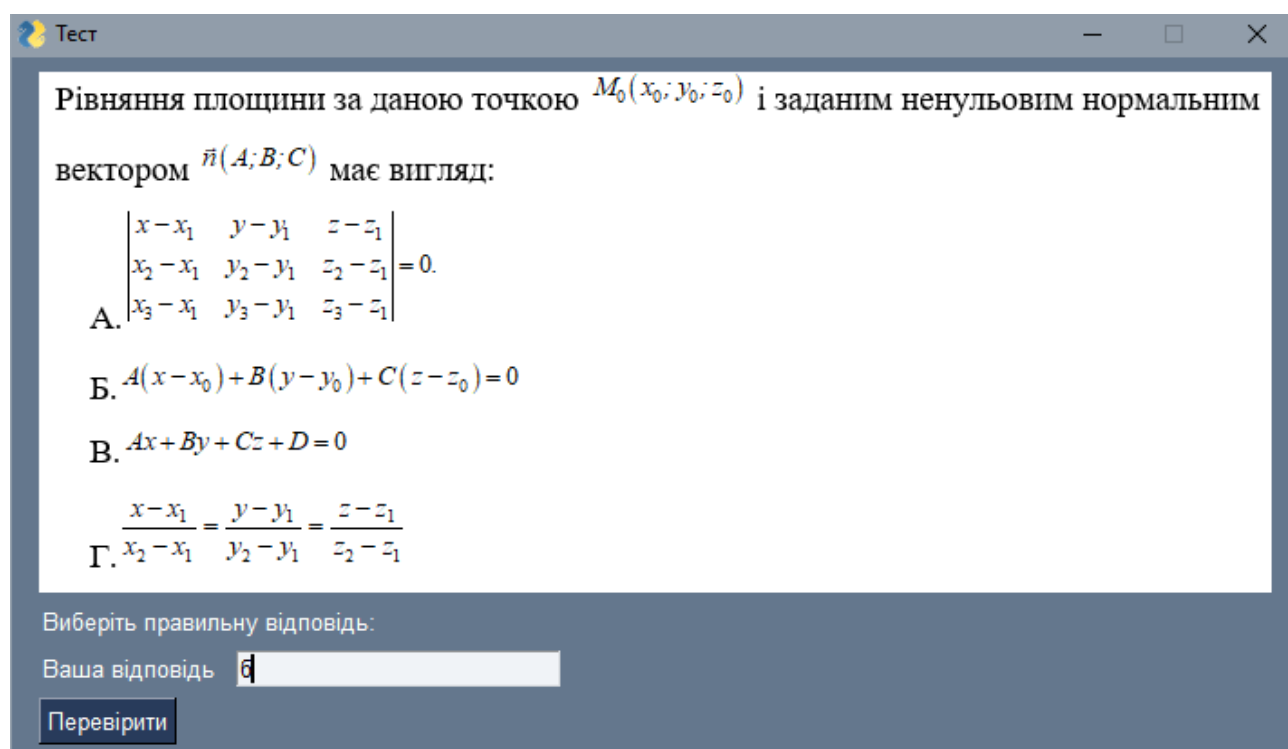 Тест
Рівняння площини за даною точкою M₀(x₀; y₀; z₀) і заданим ненульовим нормальним
вектором n⃗(A; B; C) має вигляд:
| x − x₁   y − y₁   z − z₁ |
| x₂ − x₁   y₂ − y₁   z₂ − z₁ | = 0.
А. | x₃ − x₁   y₃ − y₁   z₃ − z₁ |
Б. A(x − x₀) + B(y − y₀) + C(z − z₀) = 0
В. Ax + By + Cz + D = 0
Г. (x − x₁)/(x₂ − x₁) = (y − y₁)/(y₂ − y₁) = (z − z₁)/(z₂ − z₁)
Виберіть правильну відповідь:
Ваша відповідь б
Перевірити